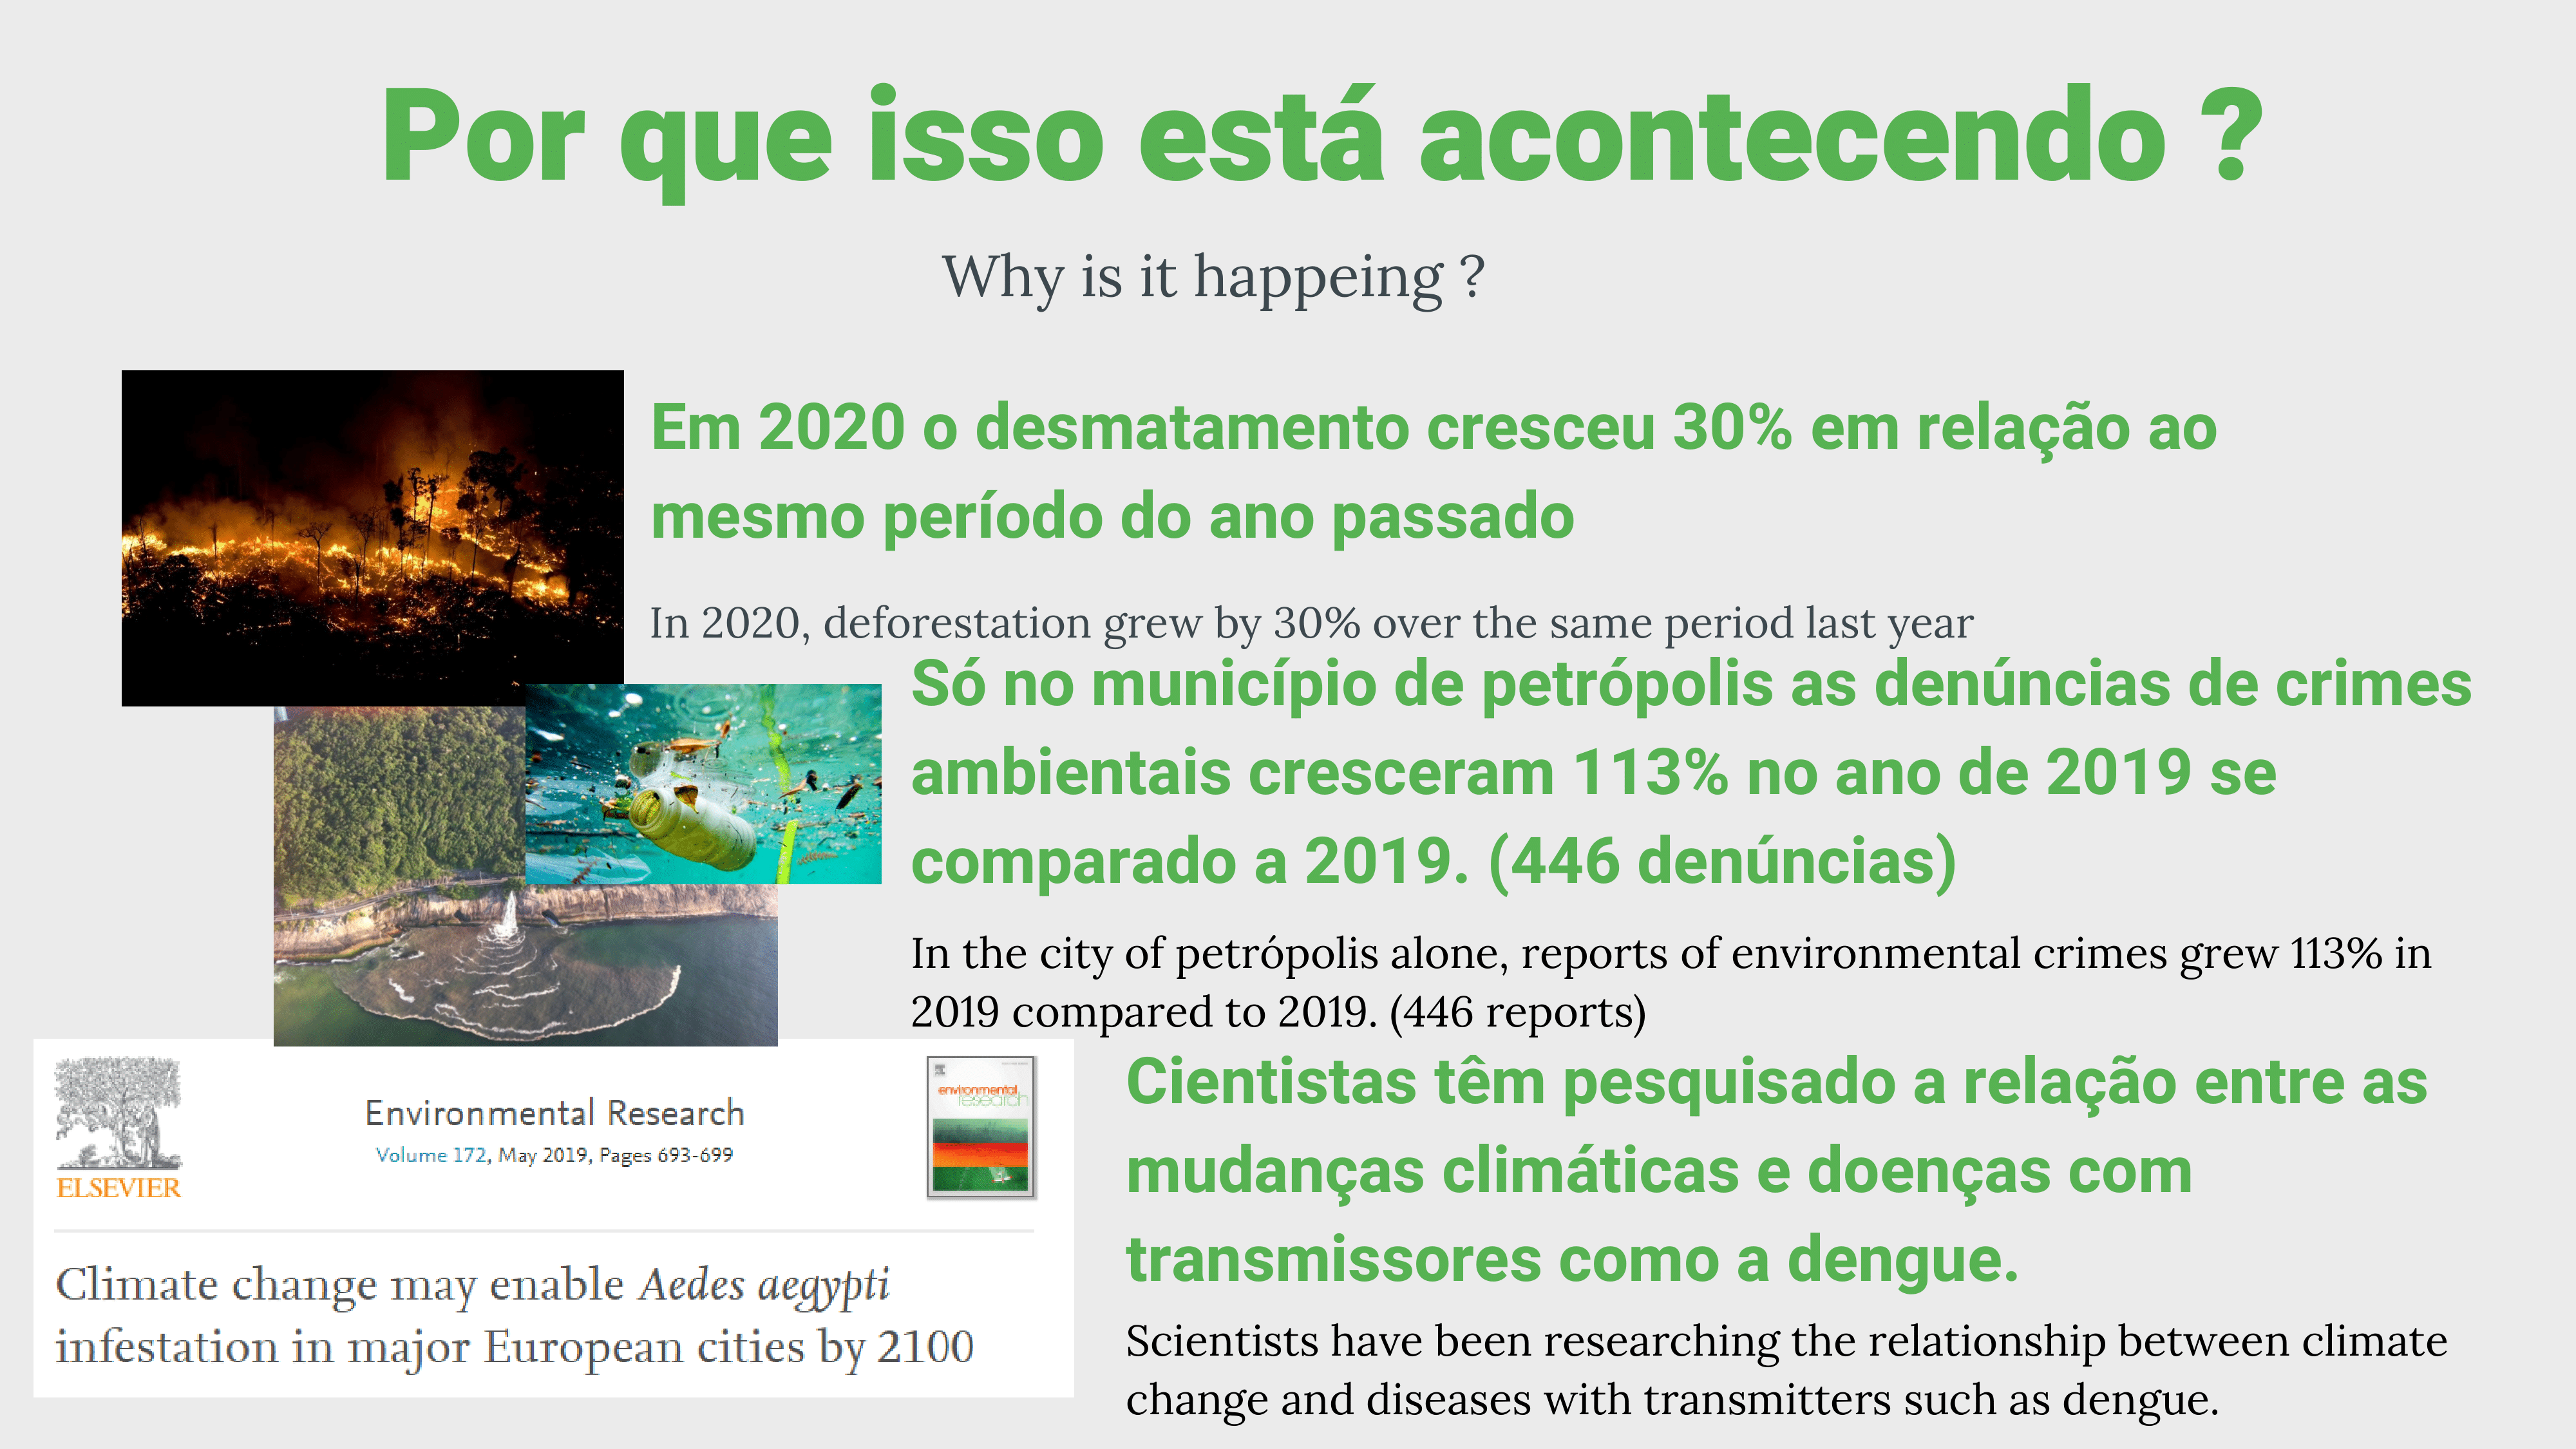 Por que isso está acontecendo ?
Why is it happeing ?
Em 2020 o desmatamento cresceu 30% em relação ao
mesmo período do ano passado
In 2020, deforestation grew by 30% over the same period last year
Só no município de petrópolis as denúncias de crimes
ambientais cresceram 113% no ano de 2019 se
comparado a 2019. (446 denúncias)
In the city of petrópolis alone, reports of environmental crimes grew 113% in
2019 compared to 2019. (446 reports)
ELSEVIER
Environmental Research
Volume 172, May 2019, Pages 693-699
environmental
research
Climate change may enable Aedes aegypti
infestation in major European cities by 2100
Cientistas têm pesquisado a relação entre as
mudanças climáticas e doenças com
transmissores como a dengue.
Scientists have been researching the relationship between climate
change and diseases with transmitters such as dengue.